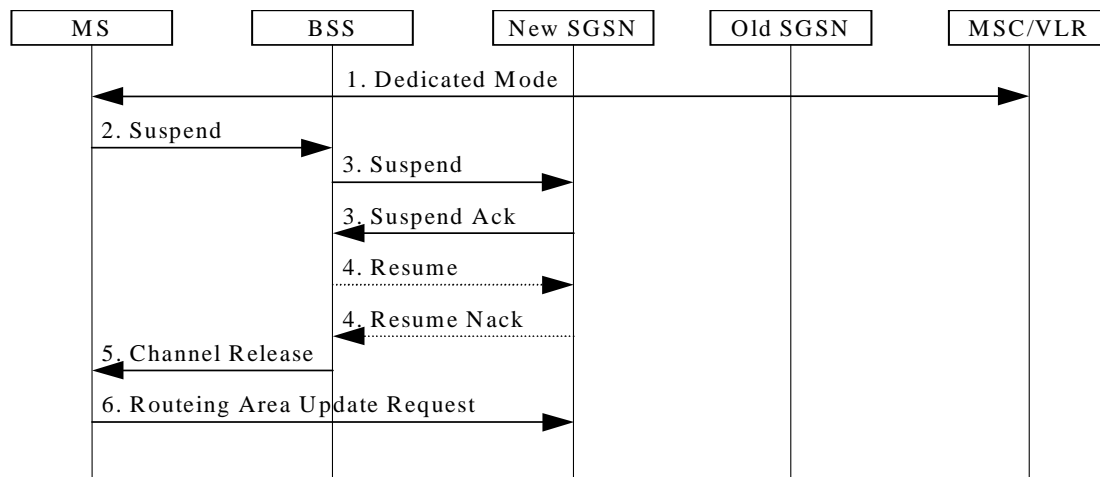 MS
BSS
New SGSN
Old SGSN
MSC/VLR
1. Dedicated Mode
2. Suspend
3. Suspend
3. Suspend Ack
4. Resume
4. Resume Nack
5. Channel Release
6. Routeing Area Update Request